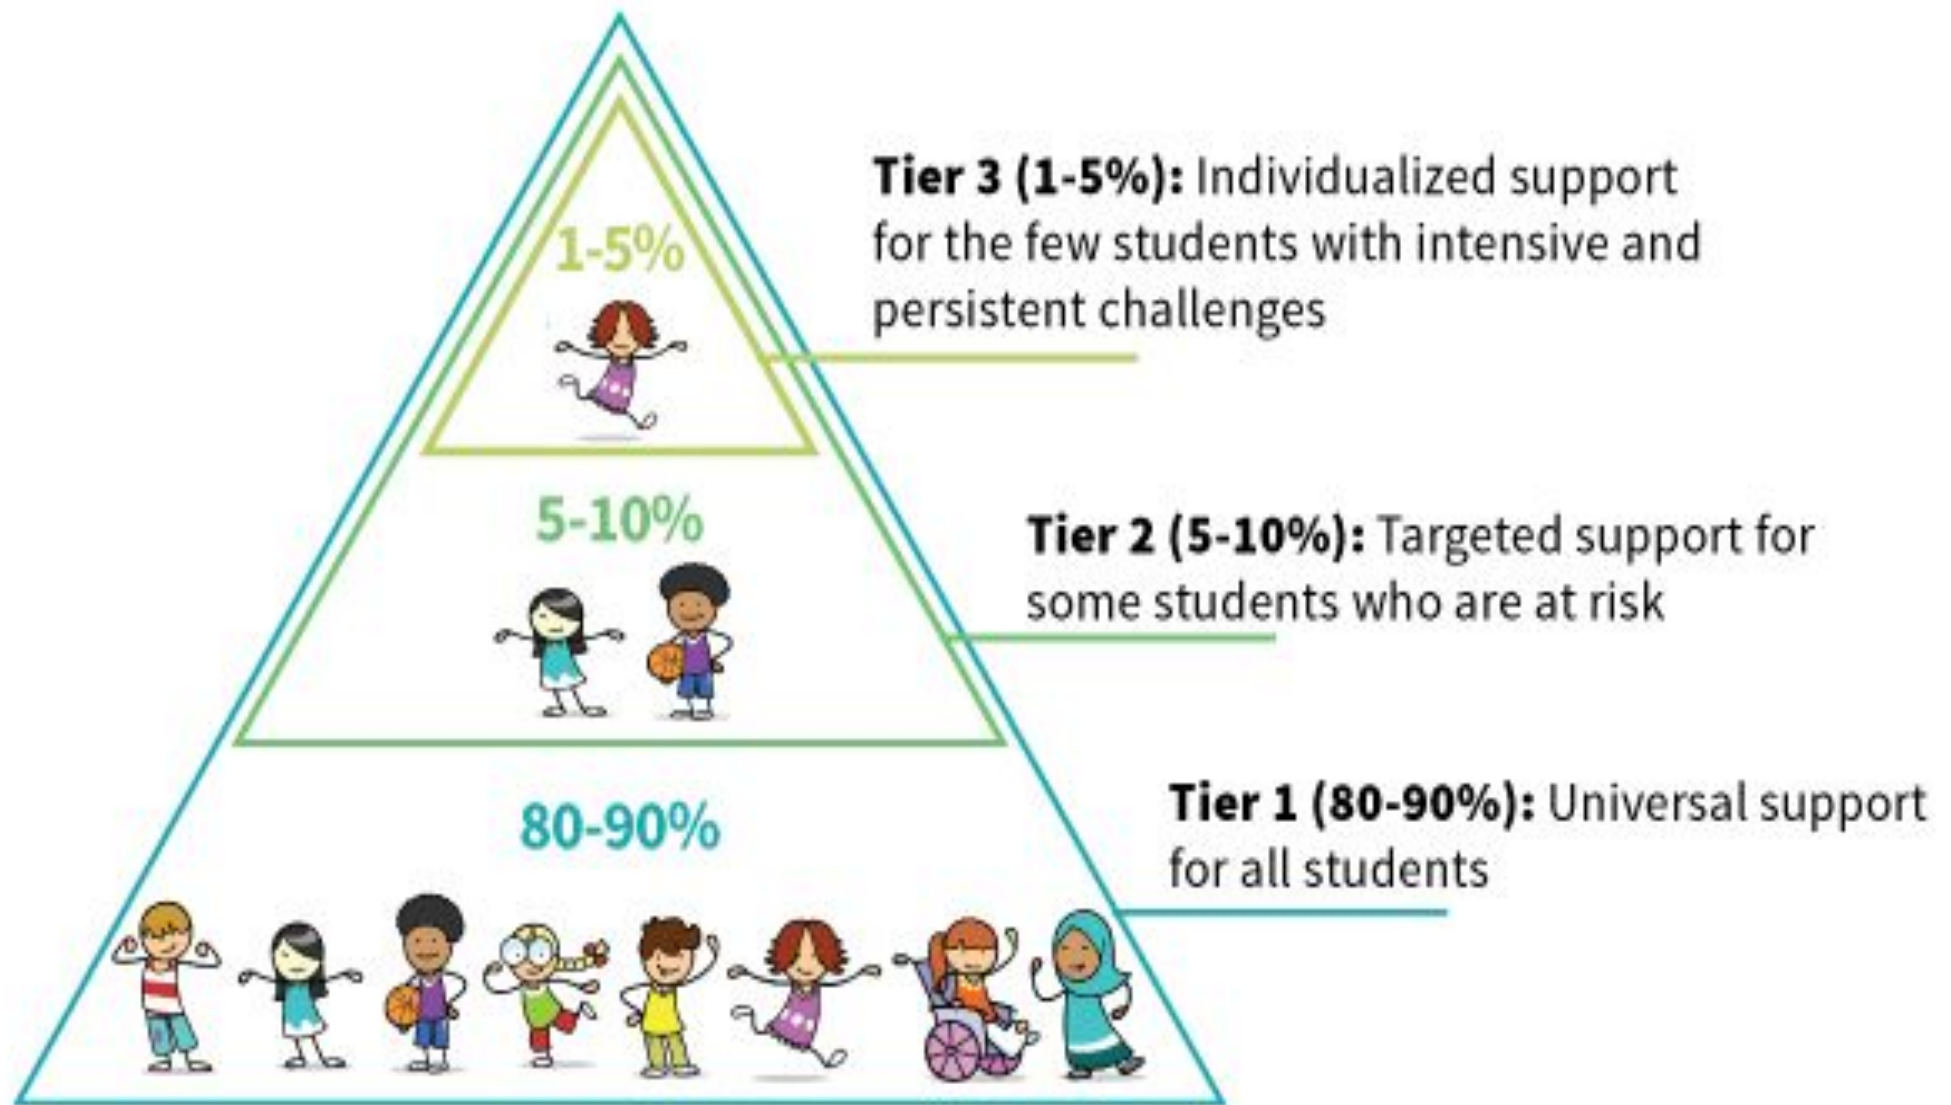 1-5%
Tier 3 (1-5%): Individualized support
for the few students with intensive and
persistent challenges
5-10%
Tier 2 (5-10%): Targeted support for
some students who are at risk
80-90%
Tier 1 (80-90%): Universal support
for all students